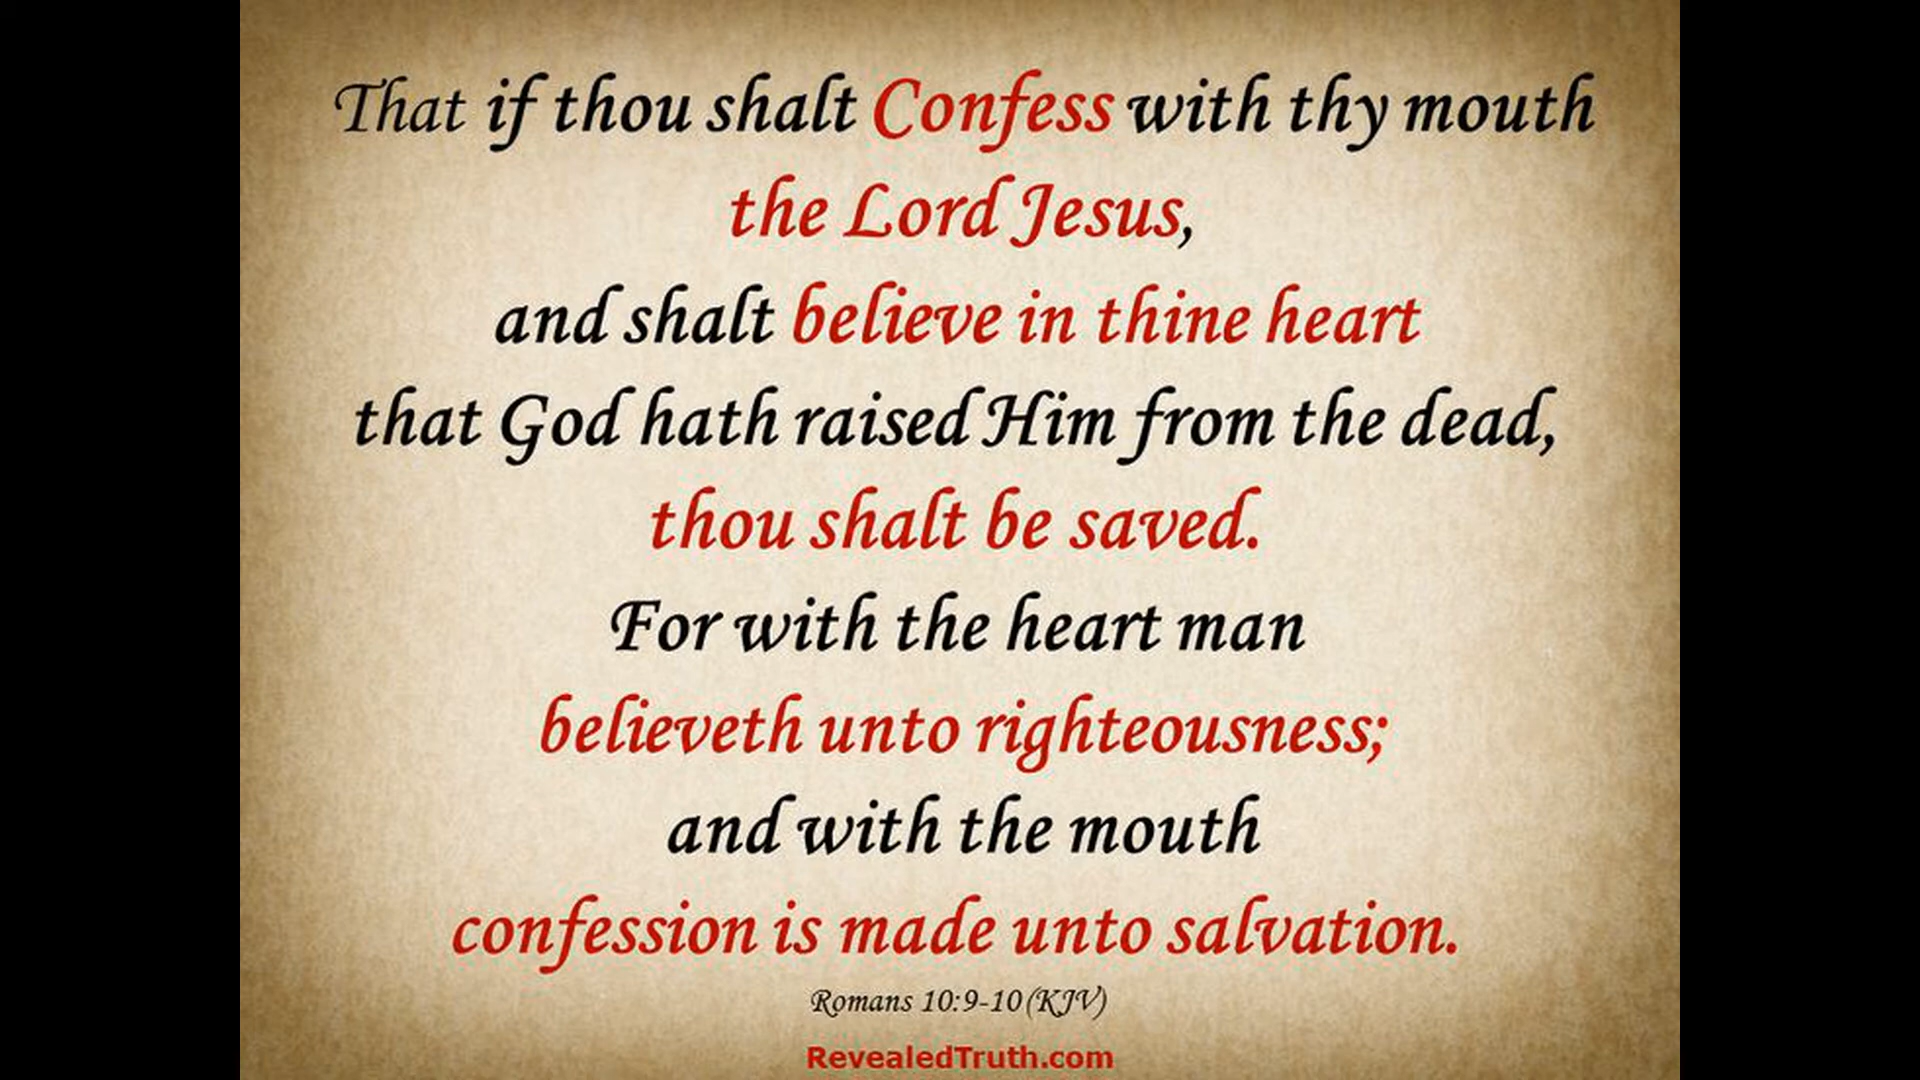 That if thou shalt Confess with thy mouth
the Lord Jesus,
and shalt believe in thine heart
that God hath raised Him from the dead,
thou shalt be saved.
For with the heart man
believeth unto righteousness;
and with the mouth
confession is made unto salvation.
Romans 10:9-10 (KJV)
RevealedTruth.com